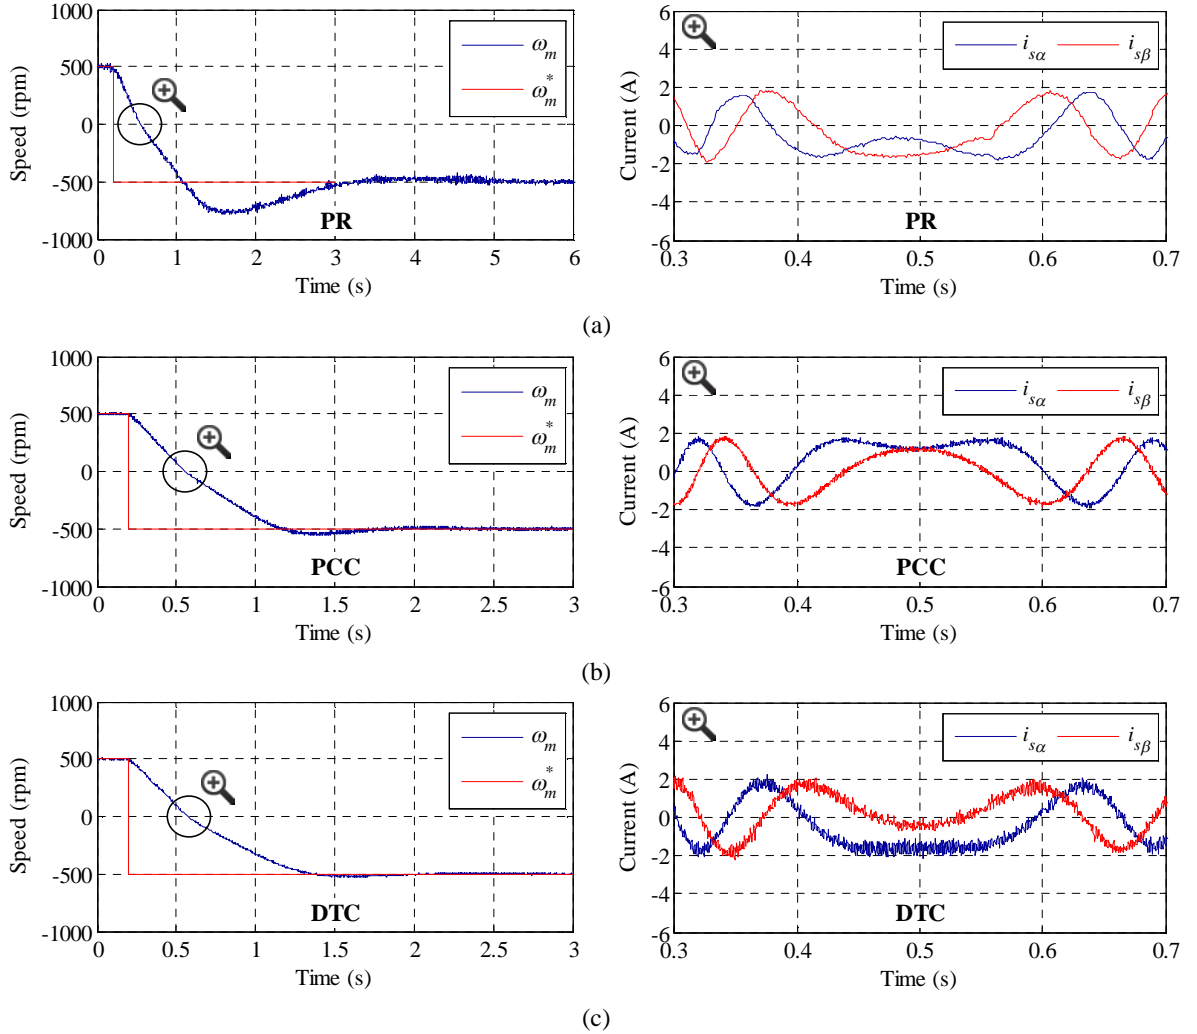 1000
500
0
-500
-1000
Speed (rpm)
ω_m
ω_m^*
PR
0 1 2 3 4 5 6
Time (s)
6
4
2
0
-2
-4
-6
Current (A)
i_sα i_sβ
PR
0.3 0.4 0.5 0.6 0.7
Time (s)
(a)
1000
500
0
-500
-1000
Speed (rpm)
ω_m
ω_m^*
PCC
0 0.5 1 1.5 2 2.5 3
Time (s)
6
4
2
0
-2
-4
-6
Current (A)
i_sα i_sβ
PCC
0.3 0.4 0.5 0.6 0.7
Time (s)
(b)
1000
500
0
-500
-1000
Speed (rpm)
ω_m
ω_m^*
DTC
0 0.5 1 1.5 2 2.5 3
Time (s)
6
4
2
0
-2
-4
-6
Current (A)
i_sα i_sβ
DTC
0.3 0.4 0.5 0.6 0.7
Time (s)
(c)